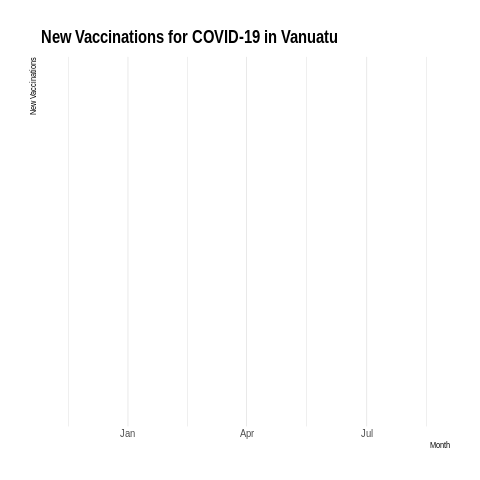 New Vaccinations for COVID-19 in Vanuatu
New Vaccinations
Jan Apr Jul
Month